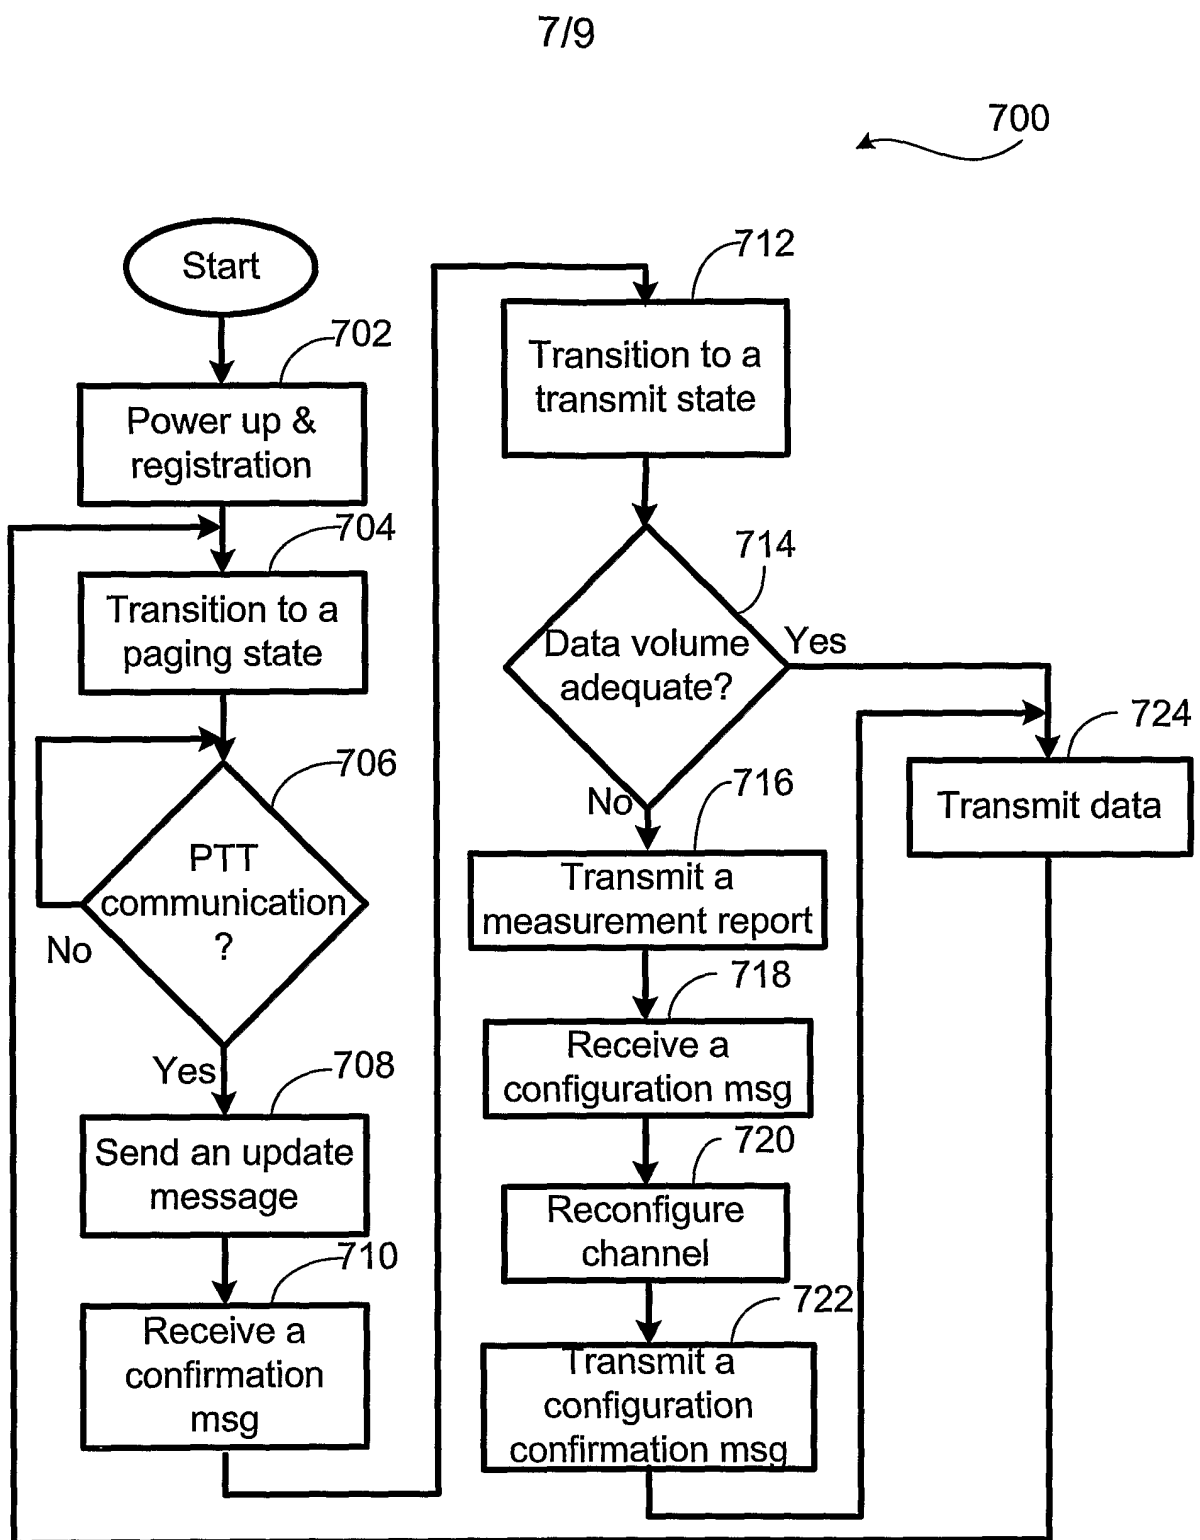 7/9
700
Start
702
Power up &
registration
704
Transition to a
paging state
706
PTT
communication
?
No
Yes
708
Send an update
message
710
Receive a
confirmation
msg
712
Transition to a
transmit state
714
Data volume
adequate?
Yes
No
716
Transmit a
measurement report
718
Receive a
configuration msg
720
Reconfigure
channel
722
Transmit a
configuration
confirmation msg
724
Transmit data